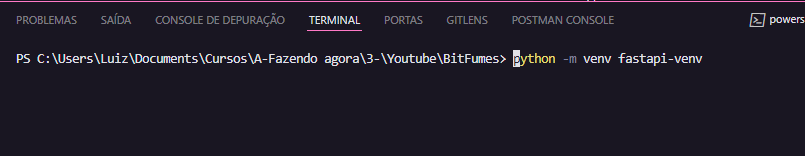 PROBLEMAS SAÍDA CONSOLE DE DEPURAÇÃO TERMINAL PORTAS GITLENS POSTMAN CONSOLE powers
PS C:\Users\Luiz\Documents\Cursos\A-Fazendo agora\3-\Youtube\BitFumes> python -m venv fastapi-venv